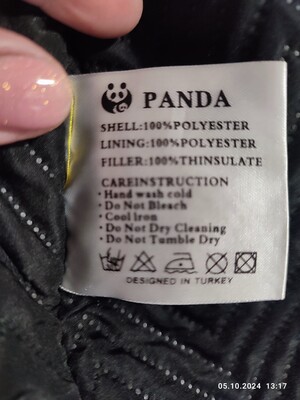 PANDA
SHELL:100%POLYESTER
LINING:100%POLYESTER
FILLER:100%THINSULATE
CAREINSTRUCTION
• Hand wash cold
• Do Not Bleach
• Cool iron
• Do Not Dry Cleaning
• Do Not Tumble Dry
DESIGNED IN TURKEY
05.10.2024 13:17